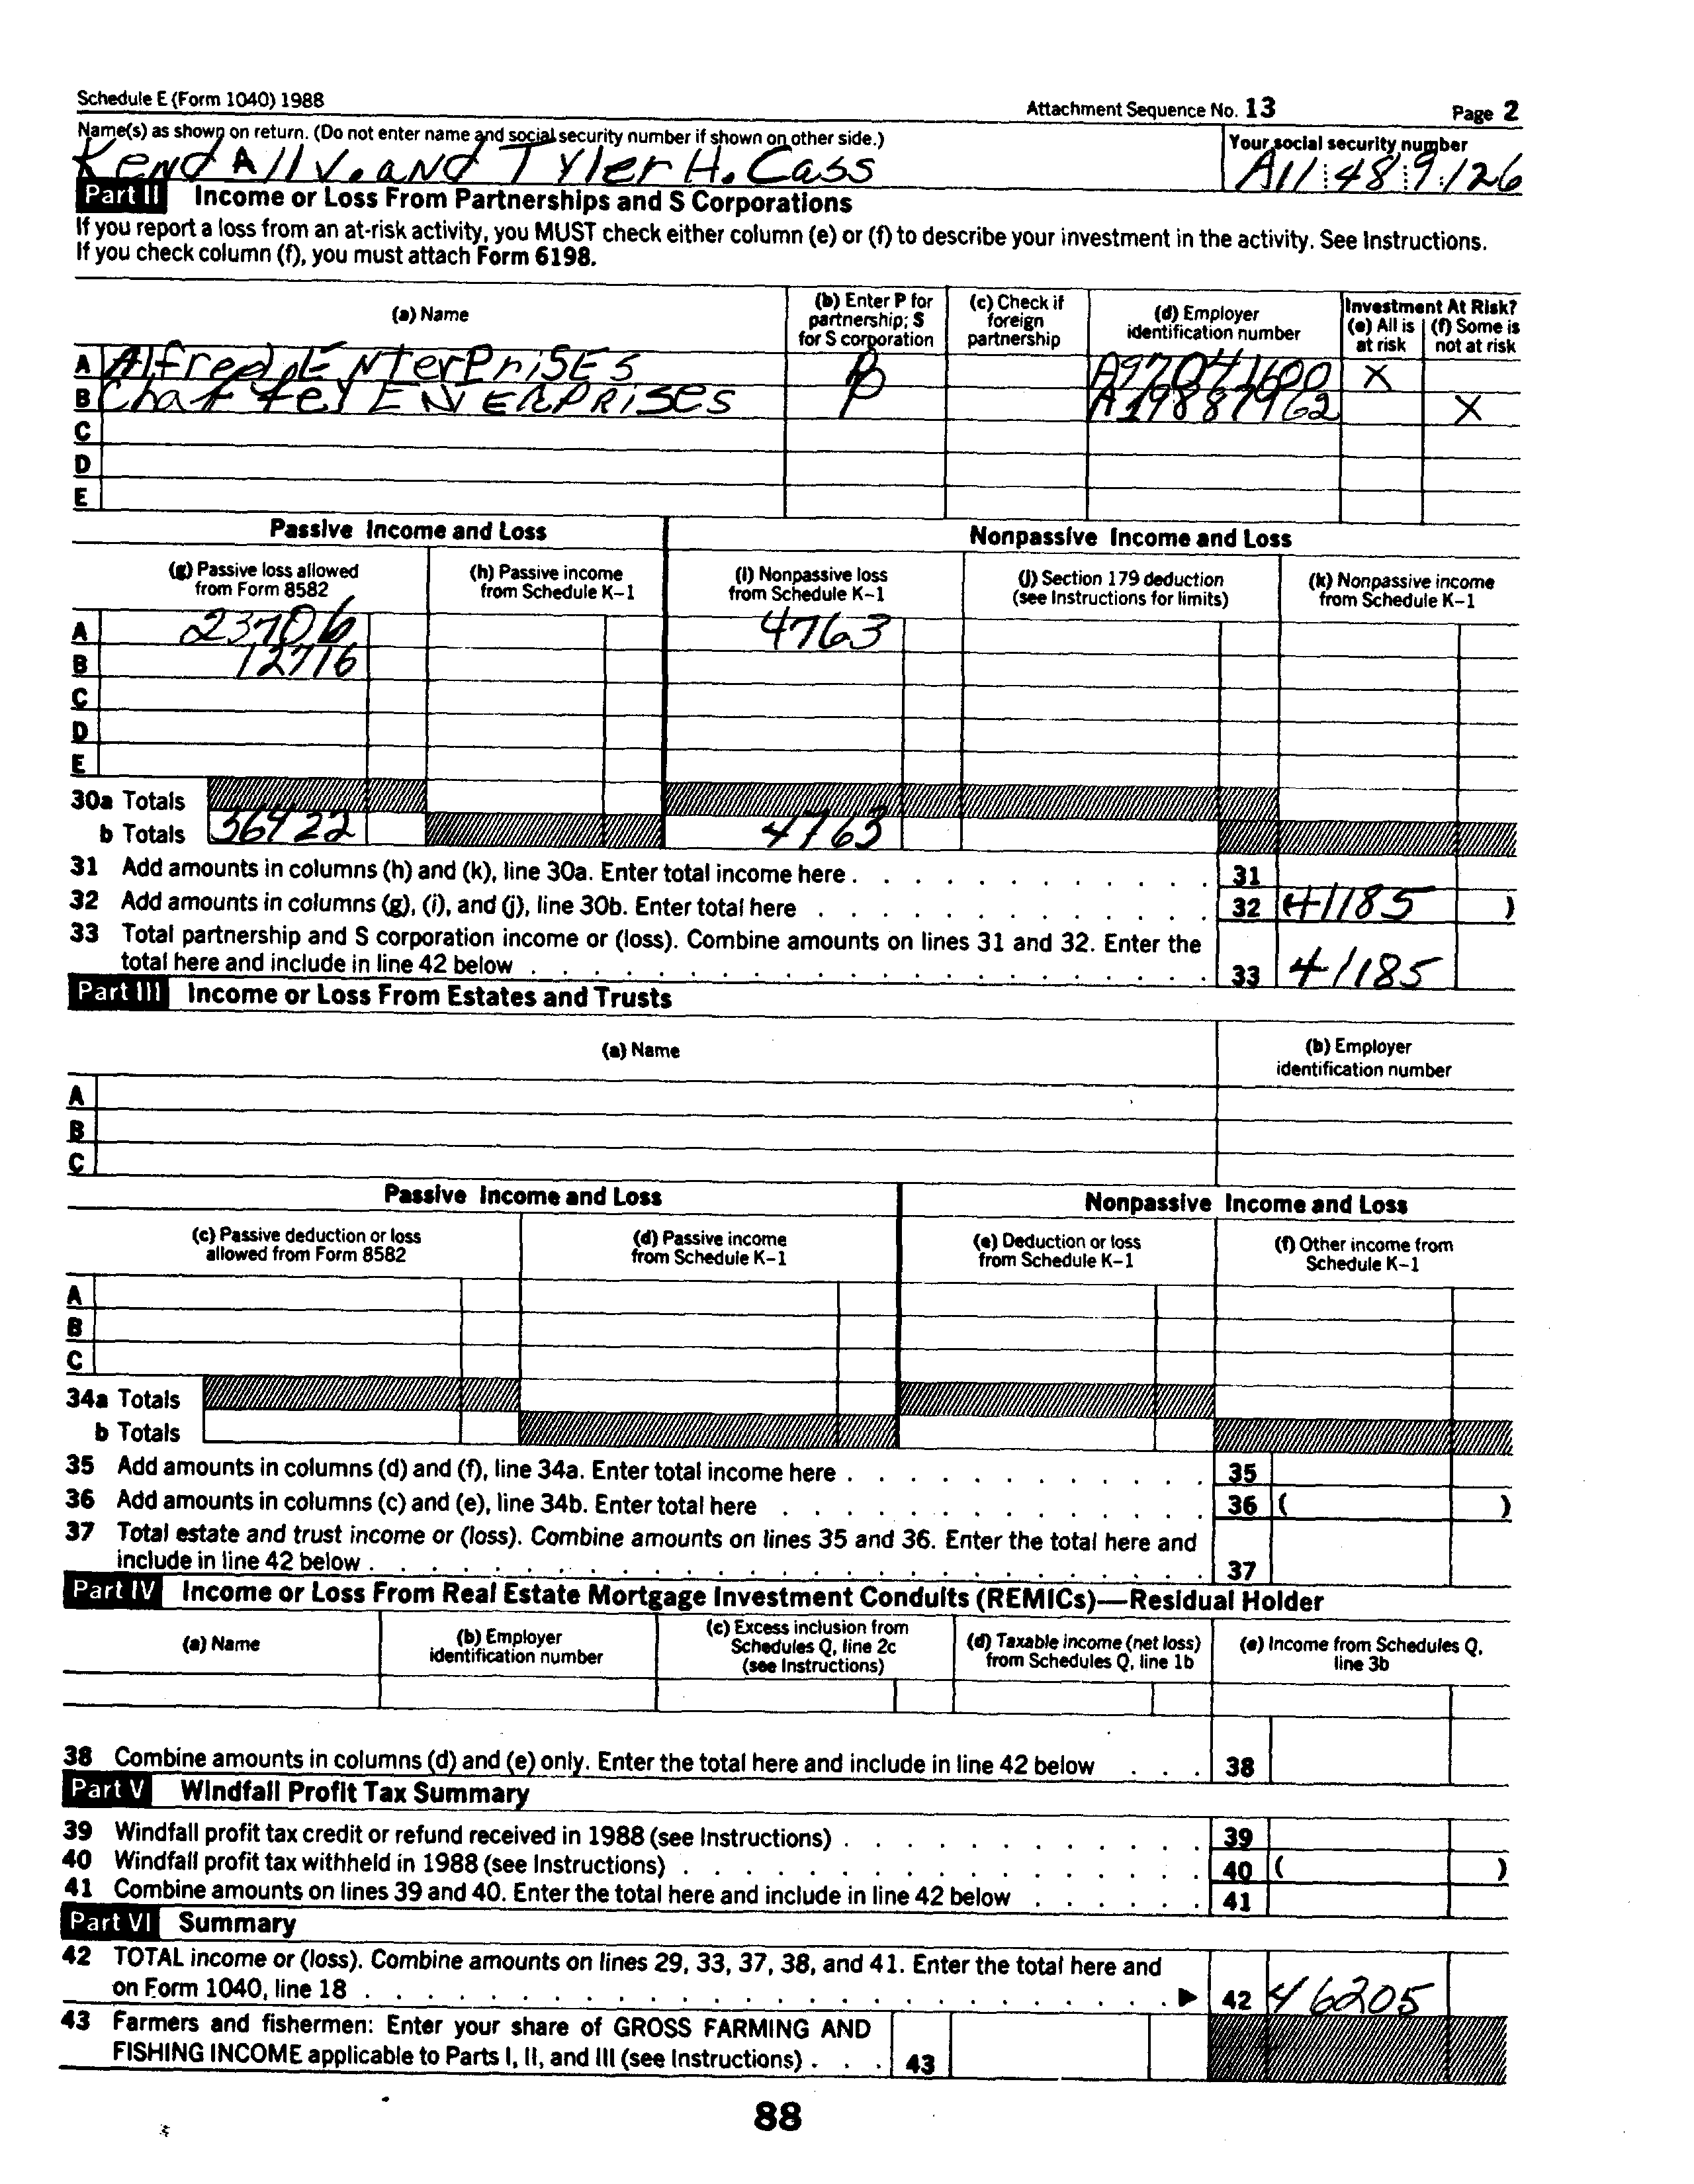 Schedule E (Form 1040) 1988 Attachment Sequence No. 13 Page 2
Name(s) as shown on return. (Do not enter name and social security number if shown on other side.) Your social security number
KendAll V. and Tyler H. Cass A11 48 9126
Part II Income or Loss From Partnerships and S Corporations
If you report a loss from an at-risk activity, you MUST check either column (e) or (f) to describe your investment in the activity. See Instructions.
If you check column (f), you must attach Form 6198.
(a) Name (b) Enter P for partnership; S for S corporation (c) Check if foreign partnership (d) Employer identification number Investment At Risk? (e) All is at risk (f) Some is not at risk
A Alfred ENTerPriSES P A97041600 X
B ENERPRiSes P A19887962 X
C
D
E
Passive Income and Loss Nonpassive Income and Loss
(g) Passive loss allowed from Form 8582 (h) Passive income from Schedule K-1 (i) Nonpassive loss from Schedule K-1 (j) Section 179 deduction (see Instructions for limits) (k) Nonpassive income from Schedule K-1
A 23706 4763
B 12716
C
D
E
30a Totals
b Totals 36422 4763
31 Add amounts in columns (h) and (k), line 30a. Enter total income here . 31
32 Add amounts in columns (g), (i), and (j), line 30b. Enter total here . 32 (41185 )
33 Total partnership and S corporation income or (loss). Combine amounts on lines 31 and 32. Enter the
total here and include in line 42 below . 33 41185
Part III Income or Loss From Estates and Trusts
(a) Name (b) Employer identification number
A
B
C
Passive Income and Loss Nonpassive Income and Loss
(c) Passive deduction or loss allowed from Form 8582 (d) Passive income from Schedule K-1 (e) Deduction or loss from Schedule K-1 (f) Other income from Schedule K-1
A
B
C
34a Totals
b Totals
35 Add amounts in columns (d) and (f), line 34a. Enter total income here . 35
36 Add amounts in columns (c) and (e), line 34b. Enter total here . 36 ( )
37 Total estate and trust income or (loss). Combine amounts on lines 35 and 36. Enter the total here and
include in line 42 below . 37
Part IV Income or Loss From Real Estate Mortgage Investment Conduits (REMICs)—Residual Holder
(a) Name (b) Employer identification number (c) Excess inclusion from Schedules Q, line 2c (see Instructions) (d) Taxable income (net loss) from Schedules Q, line 1b (e) Income from Schedules Q, line 3b
38 Combine amounts in columns (d) and (e) only. Enter the total here and include in line 42 below . . . 38
Part V Windfall Profit Tax Summary
39 Windfall profit tax credit or refund received in 1988 (see Instructions) . 39
40 Windfall profit tax withheld in 1988 (see Instructions) . 40 ( )
41 Combine amounts on lines 39 and 40. Enter the total here and include in line 42 below . 41
Part VI Summary
42 TOTAL income or (loss). Combine amounts on lines 29, 33, 37, 38, and 41. Enter the total here and
on Form 1040, line 18 . ▶ 42 46205
43 Farmers and fishermen: Enter your share of GROSS FARMING AND
FISHING INCOME applicable to Parts I, II, and III (see Instructions) . . . 43
88